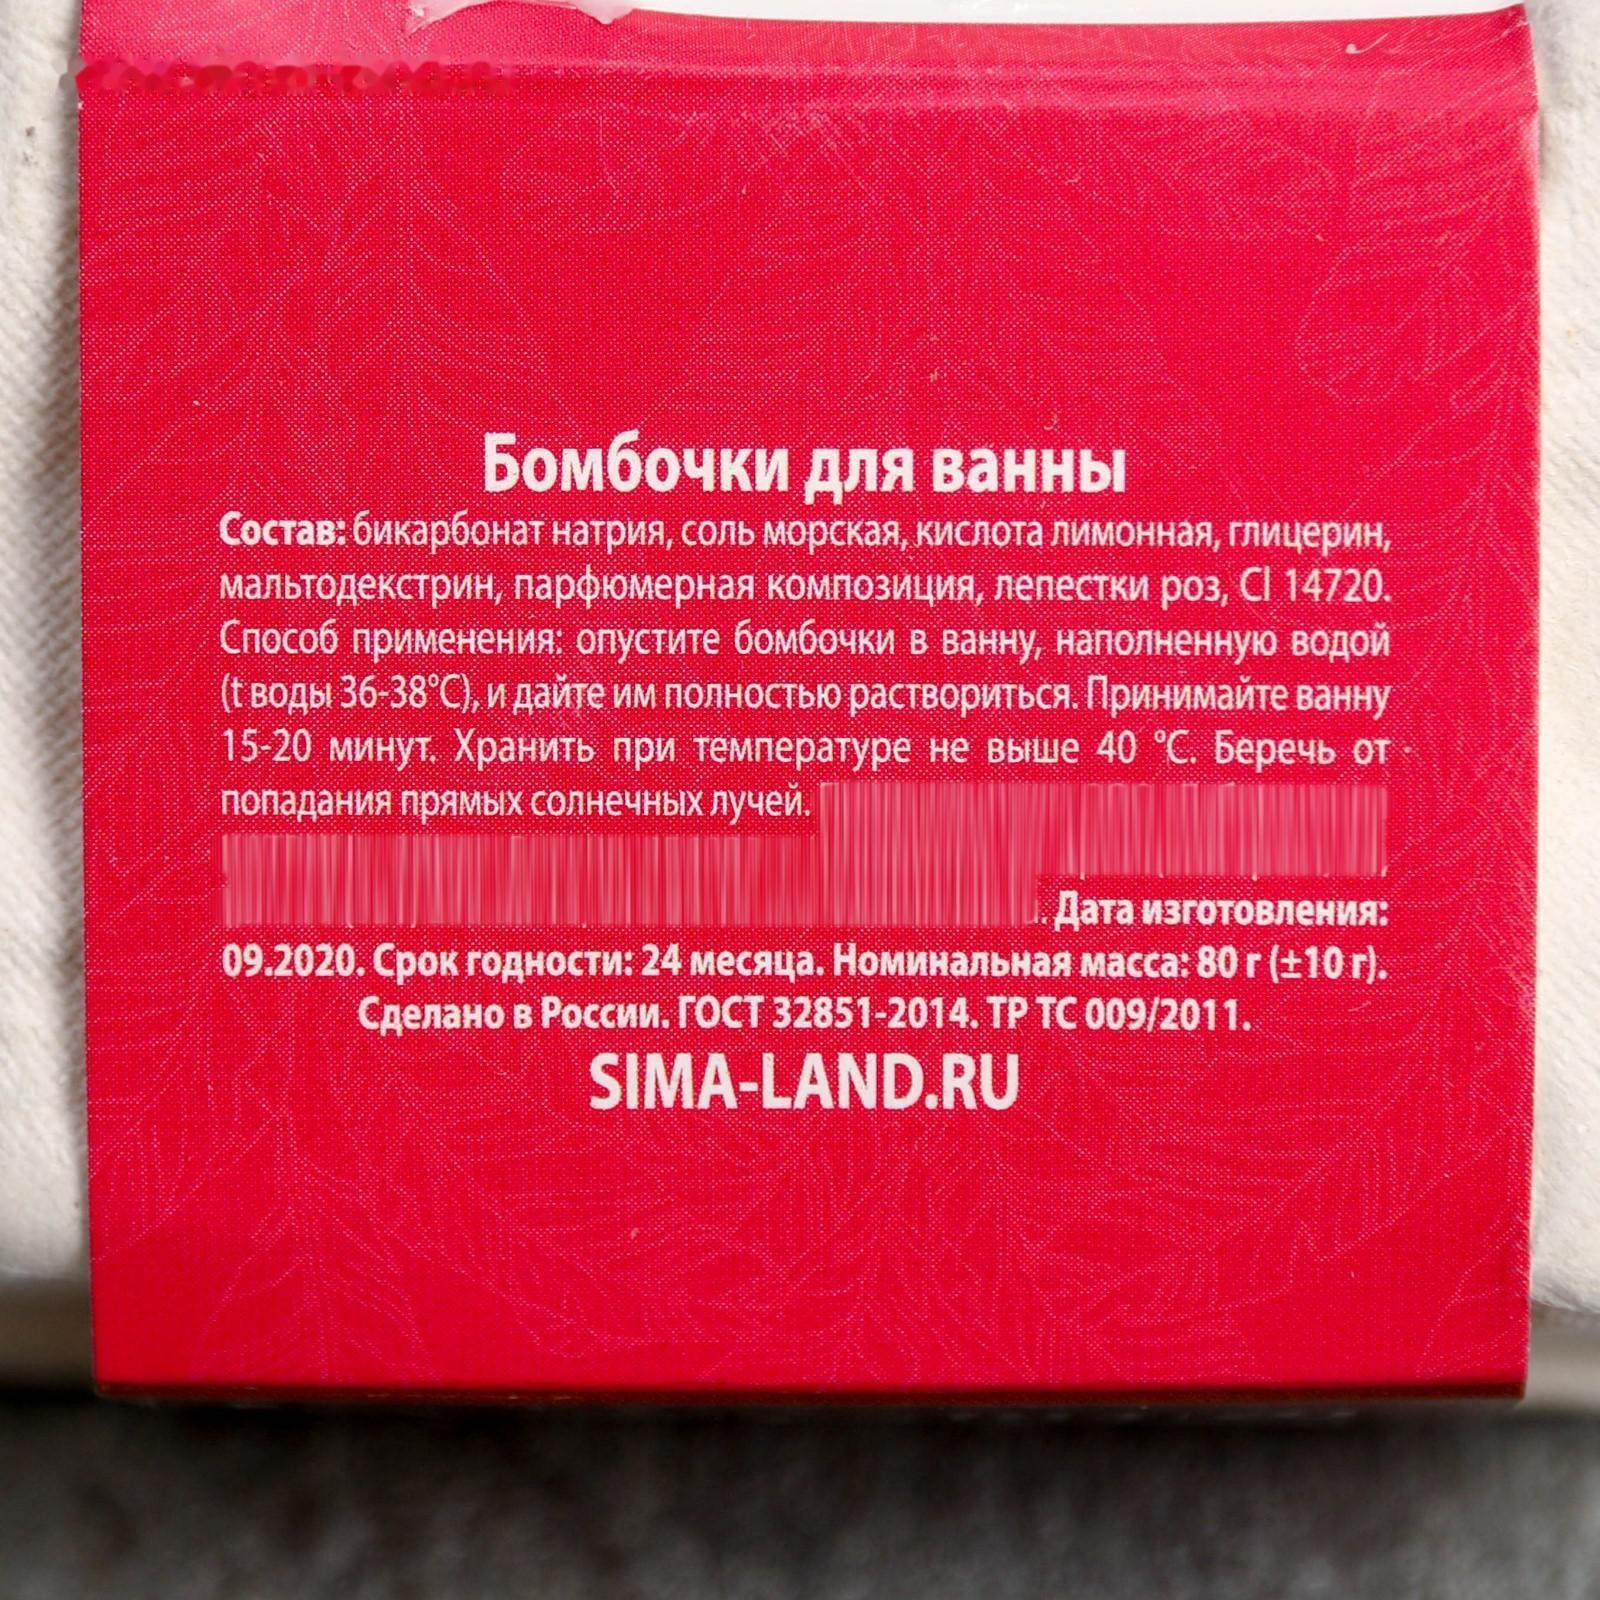 Бомбочки для ванны
Состав: бикарбонат натрия, соль морская, кислота лимонная, глицерин,
мальтодекстрин, парфюмерная композиция, лепестки роз, Cl 14720.
Способ применения: опустите бомбочки в ванну, наполненную водой
(t воды 36-38°C), и дайте им полностью раствориться. Принимайте ванну
15-20 минут. Хранить при температуре не выше 40 °C. Беречь от
попадания прямых солнечных лучей.
. Дата изготовления:
09.2020. Срок годности: 24 месяца. Номинальная масса: 80 г (±10 г).
Сделано в России. ГОСТ 32851-2014. ТР ТС 009/2011.
SIMA-LAND.RU